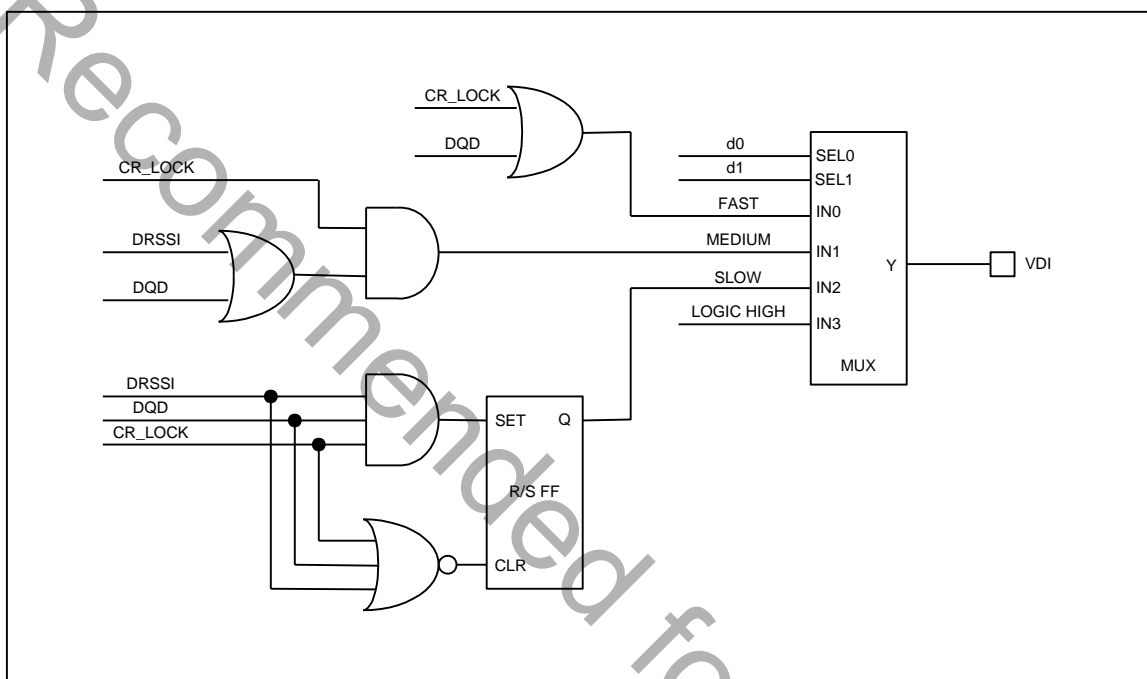 Recommended fo
CR_LOCK
DQD
CR_LOCK
DRSSI
DQD
d0
d1
FAST
MEDIUM
SLOW
LOGIC HIGH
SEL0
SEL1
IN0
IN1
IN2
IN3
Y
MUX
VDI
DRSSI
DQD
CR_LOCK
SET
Q
R/S FF
CLR